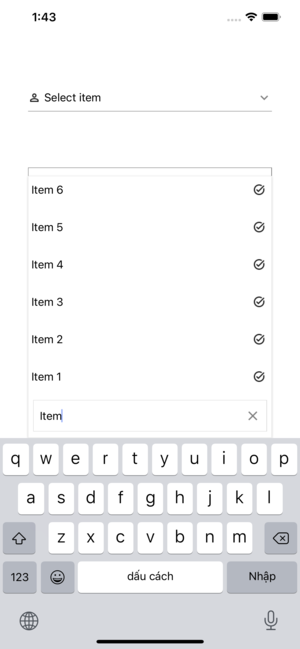 1:43
Select item
Item 6
Item 5
Item 4
Item 3
Item 2
Item 1
Item
q w e r t y u i o p
a s d f g h j k l
z x c v b n m
123 dấu cách Nhập